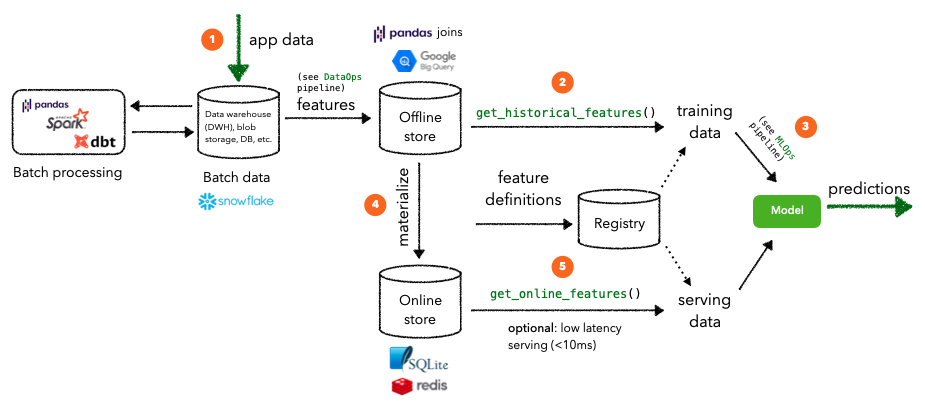 1
app data
pandas
APACHE
Spark
dbt
Batch processing
Data warehouse
(DWH), blob
storage, DB, etc.
Batch data
snowflake
(see DataOps
pipeline)
features
pandas joins
Google
Big Query
Offline
store
2
get_historical_features()
training
data
(see MLOps
pipeline)
3
4
materialize
feature
definitions
Registry
Model
predictions
Online
store
SQLite
redis
5
get_online_features()
optional: low latency
serving (<10ms)
serving
data